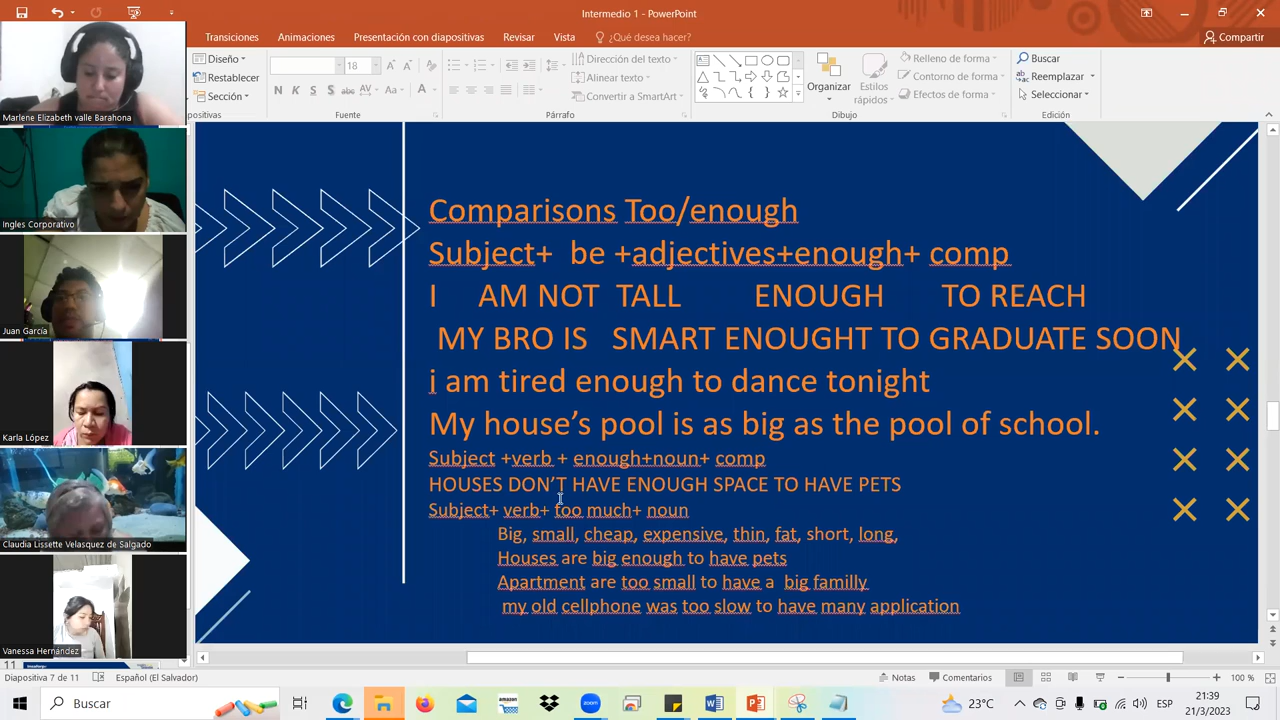 Intermedio 1 - PowerPoint
Transiciones Animaciones Presentación con diapositivas Revisar Vista ¿Qué desea hacer? Compartir
Diseño
Restablecer
Sección
positivas
18
N K S S abc AV Aa A
Fuente
Dirección del texto
Alinear texto
Convertir a SmartArt
Párrafo
Organizar
Estilos
rápidos
Relleno de forma
Contorno de forma
Efectos de forma
Dibujo
Buscar
Reemplazar
Seleccionar
Edición
Marlene Elizabeth valle Barahona
Ingles Corporativo
Juan García
Karla López
Claudia Lissette Velasquez de Salgado
Vanessa Hernández
Comparisons Too/enough
Subject+ be +adjectives+enough+ comp
I AM NOT TALL ENOUGH TO REACH
MY BRO IS SMART ENOUGHT TO GRADUATE SOON
i am tired enough to dance tonight
My house’s pool is as big as the pool of school.
Subject +verb + enough+noun+ comp
HOUSES DON’T HAVE ENOUGH SPACE TO HAVE PETS
Subject+ verb+ too much+ noun
Big, small, cheap, expensive, thin, fat, short, long,
Houses are big enough to have pets
Apartment are too small to have a big familly
my old cellphone was too slow to have many application
11
Diapositiva 7 de 11 Español (El Salvador) Notas Comentarios 100 %
Buscar
amazon
zoom
23°C ESP 21:39
21/3/2023